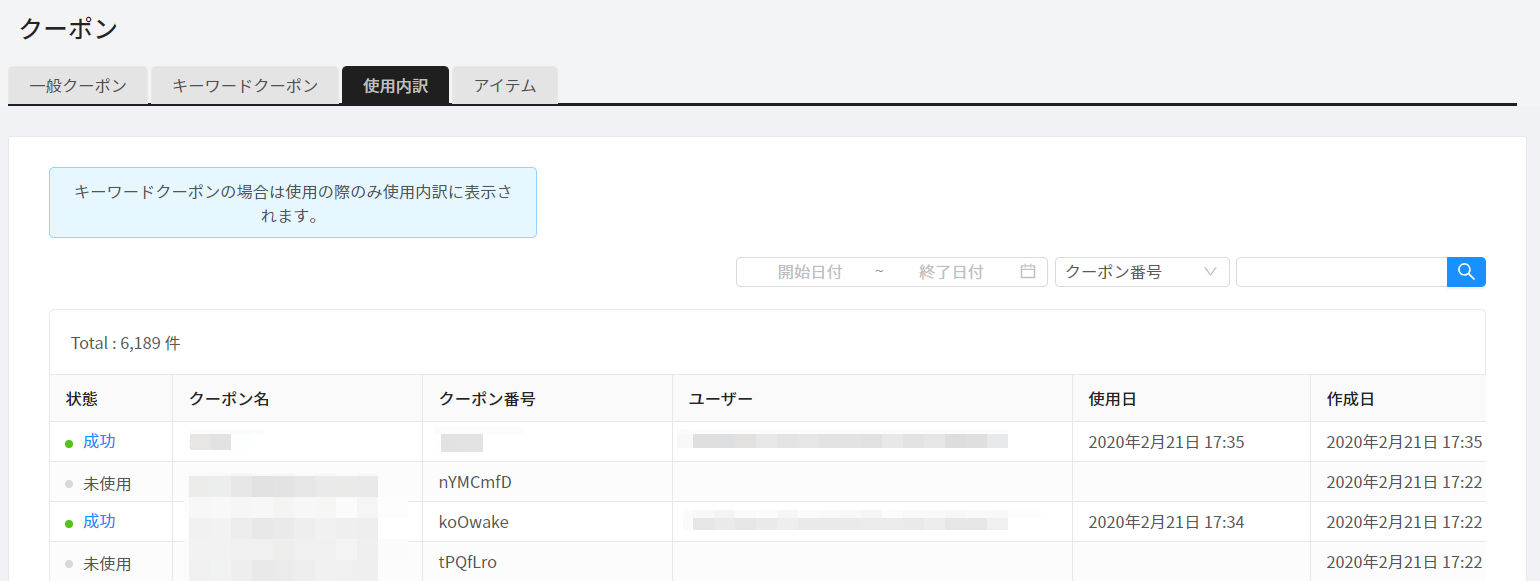 クーポン
一般クーポン キーワードクーポン 使用内訳 アイテム
キーワードクーポンの場合は使用の際のみ使用内訳に表示さ
れます。
開始日付 ~ 終了日付 クーポン番号
Total : 6,189 件
状態 クーポン名 クーポン番号 ユーザー 使用日 作成日
成功 2020年2月21日 17:35 2020年2月21日 17:35
未使用 nYMCmfD 2020年2月21日 17:22
成功 koOwake 2020年2月21日 17:34 2020年2月21日 17:22
未使用 tPQfLro 2020年2月21日 17:22